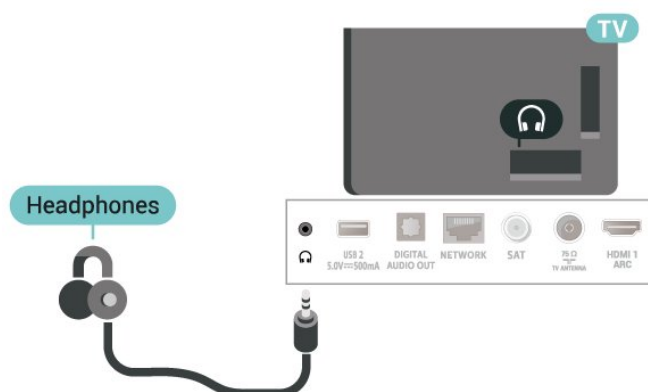 TV
Headphones
USB 2
5.0V⎓500mA
DIGITAL
AUDIO OUT
NETWORK
SAT
75 Ω
TV ANTENNA
HDMI 1
ARC